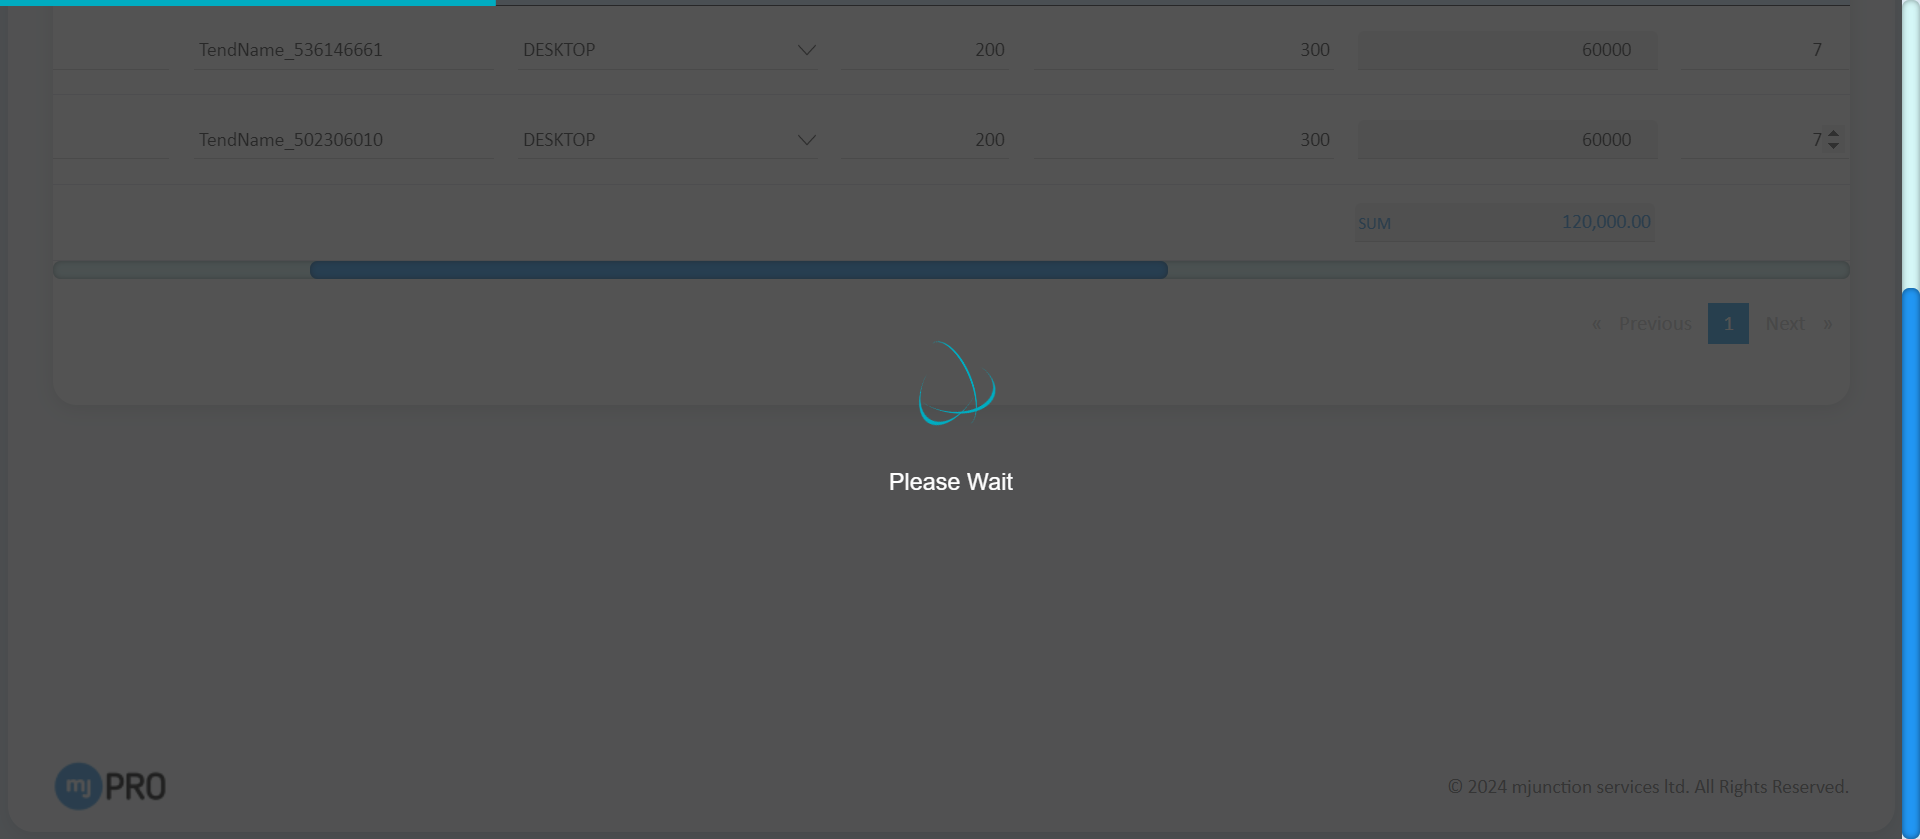 TendName_536146661 DESKTOP 200 300 60000 7
TendName_502306010 DESKTOP 200 300 60000 7
SUM 120,000.00
« Previous 1 Next »
Please Wait
mj PRO
© 2024 mjunction services ltd. All Rights Reserved.